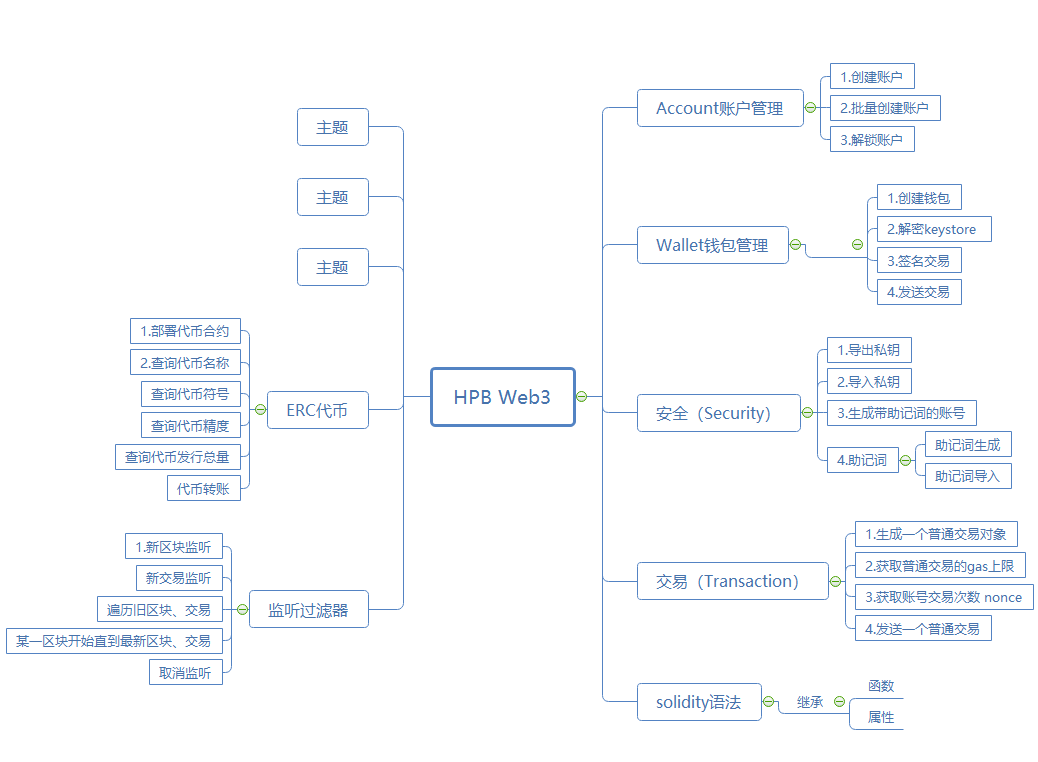 HPB Web3
Account账户管理
1.创建账户
2.批量创建账户
3.解锁账户
Wallet钱包管理
1.创建钱包
2.解密keystore
3.签名交易
4.发送交易
安全（Security）
1.导出私钥
2.导入私钥
3.生成带助记词的账号
4.助记词
助记词生成
助记词导入
交易（Transaction）
1.生成一个普通交易对象
2.获取普通交易的gas上限
3.获取账号交易次数 nonce
4.发送一个普通交易
solidity语法
继承
函数
属性
主题
主题
主题
ERC代币
1.部署代币合约
2.查询代币名称
查询代币符号
查询代币精度
查询代币发行总量
代币转账
监听过滤器
1.新区块监听
新交易监听
遍历旧区块、交易
某一区块开始直到最新区块、交易
取消监听